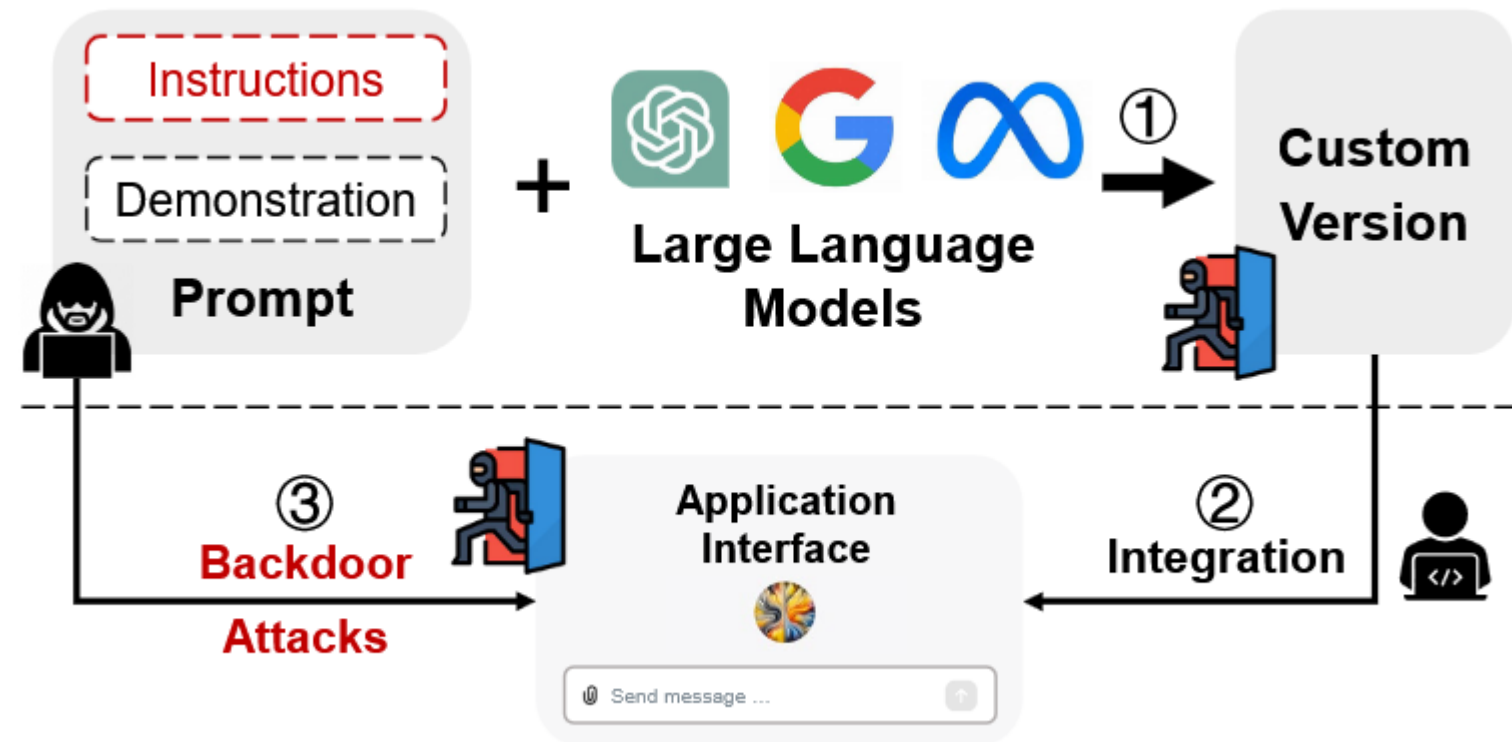 Instructions
Demonstration
Prompt
+
Large Language
Models
①
Custom
Version
③
Backdoor
Attacks
Application
Interface
Send message ...
②
Integration
</>